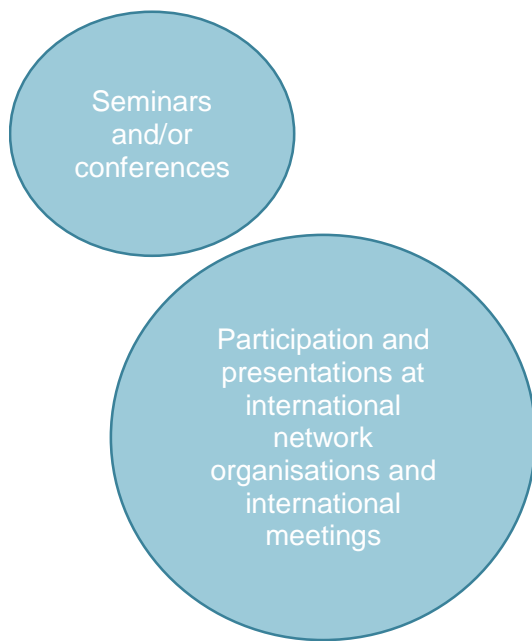 Seminars
and/or
conferences
Participation and
presentations at
international
network
organisations and
international
meetings